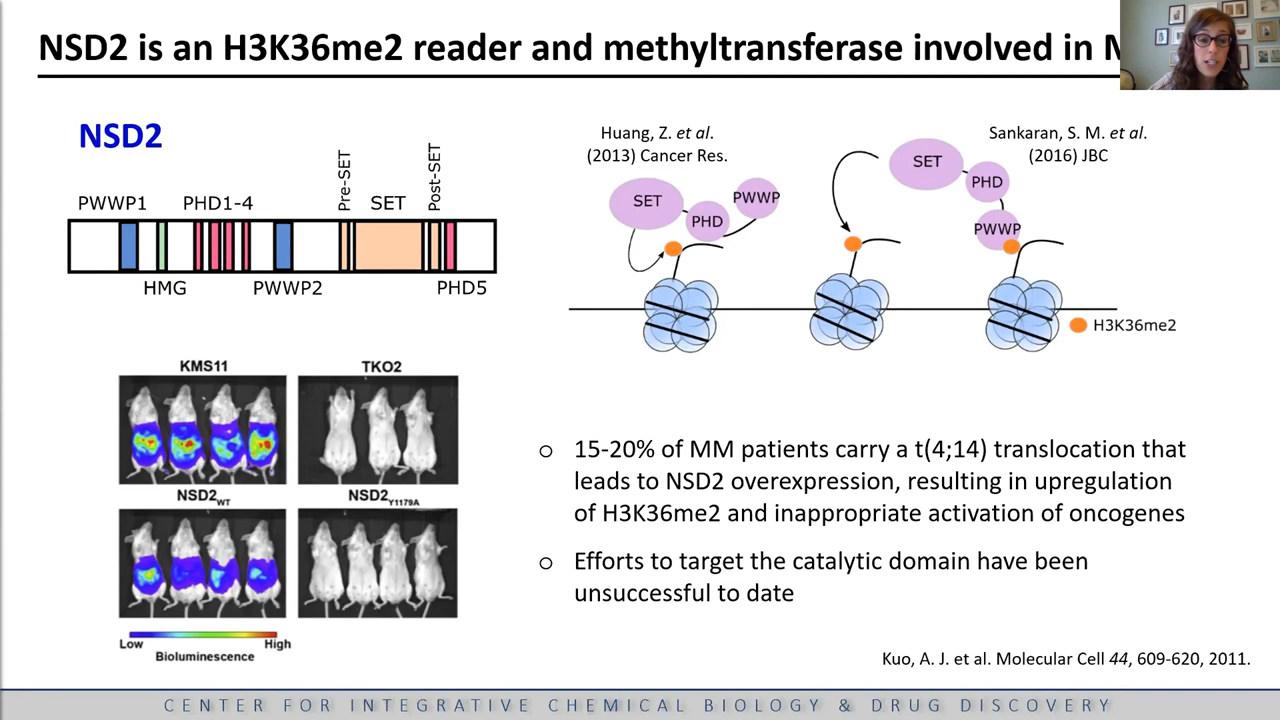 NSD2 is an H3K36me2 reader and methyltransferase involved in
NSD2
PWWP1
PHD1-4
Pre-SET
SET
Post-SET
HMG
PWWP2
PHD5
Huang, Z. et al.
(2013) Cancer Res.
SET
PHD
PWWP
Sankaran, S. M. et al.
(2016) JBC
SET
PHD
PWWP
H3K36me2
KMS11
TKO2
NSD2WT
NSD2Y1179A
Low
High
Bioluminescence
○ 15-20% of MM patients carry a t(4;14) translocation that
leads to NSD2 overexpression, resulting in upregulation
of H3K36me2 and inappropriate activation of oncogenes
○ Efforts to target the catalytic domain have been
unsuccessful to date
Kuo, A. J. et al. Molecular Cell 44, 609-620, 2011.
CENTER FOR INTEGRATIVE CHEMICAL BIOLOGY & DRUG DISCOVERY